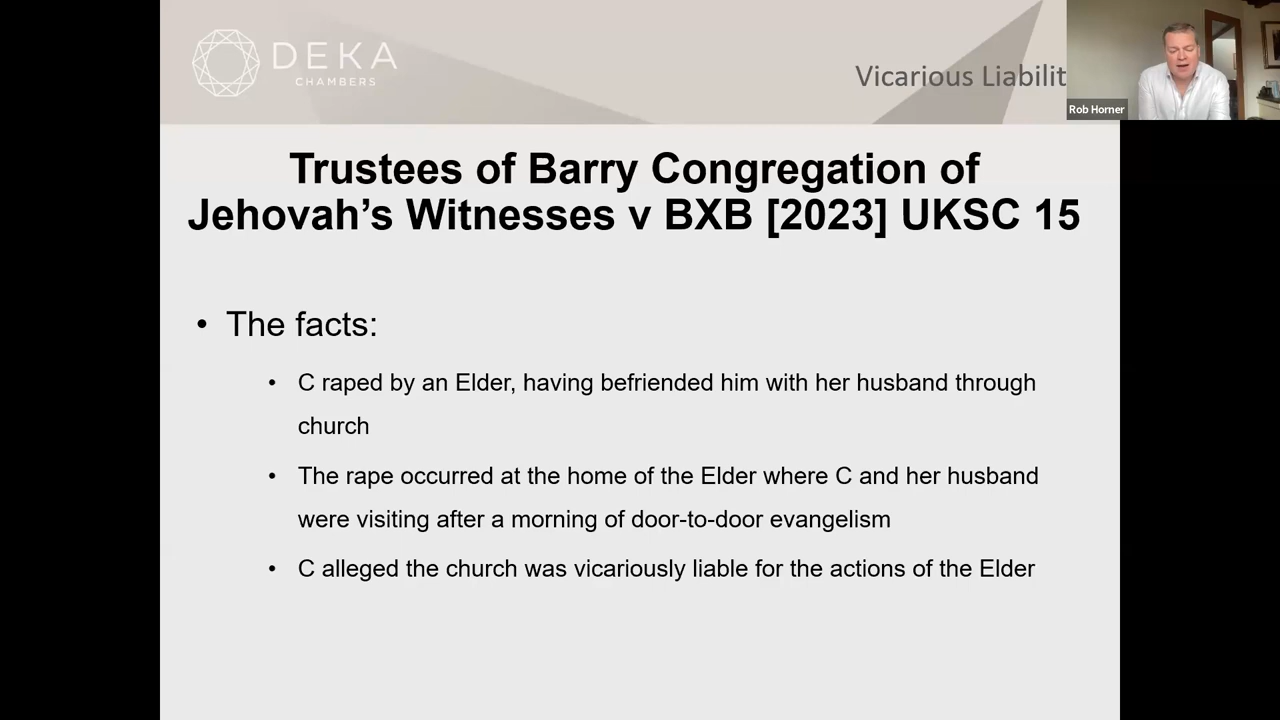 DEKA
CHAMBERS
Vicarious Liabilit
Rob Horner
Trustees of Barry Congregation of
Jehovah’s Witnesses v BXB [2023] UKSC 15
• The facts:
• C raped by an Elder, having befriended him with her husband through
church
• The rape occurred at the home of the Elder where C and her husband
were visiting after a morning of door-to-door evangelism
• C alleged the church was vicariously liable for the actions of the Elder